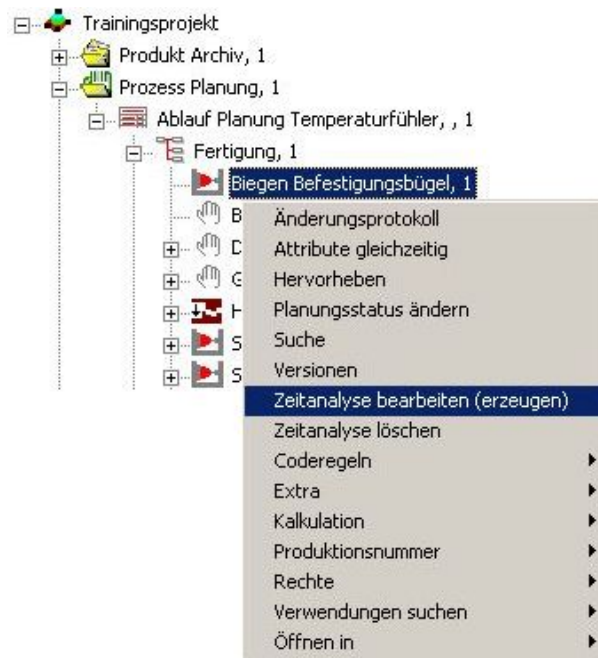 Trainingsprojekt
Produkt Archiv, 1
Prozess Planung, 1
Ablauf Planung Temperaturfühler, , 1
Fertigung, 1
Biegen Befestigungsbügel, 1
B
D
G
H
S
S
Änderungsprotokoll
Attribute gleichzeitig
Hervorheben
Planungsstatus ändern
Suche
Versionen
Zeitanalyse bearbeiten (erzeugen)
Zeitanalyse löschen
Coderegeln
Extra
Kalkulation
Produktionsnummer
Rechte
Verwendungen suchen
Öffnen in